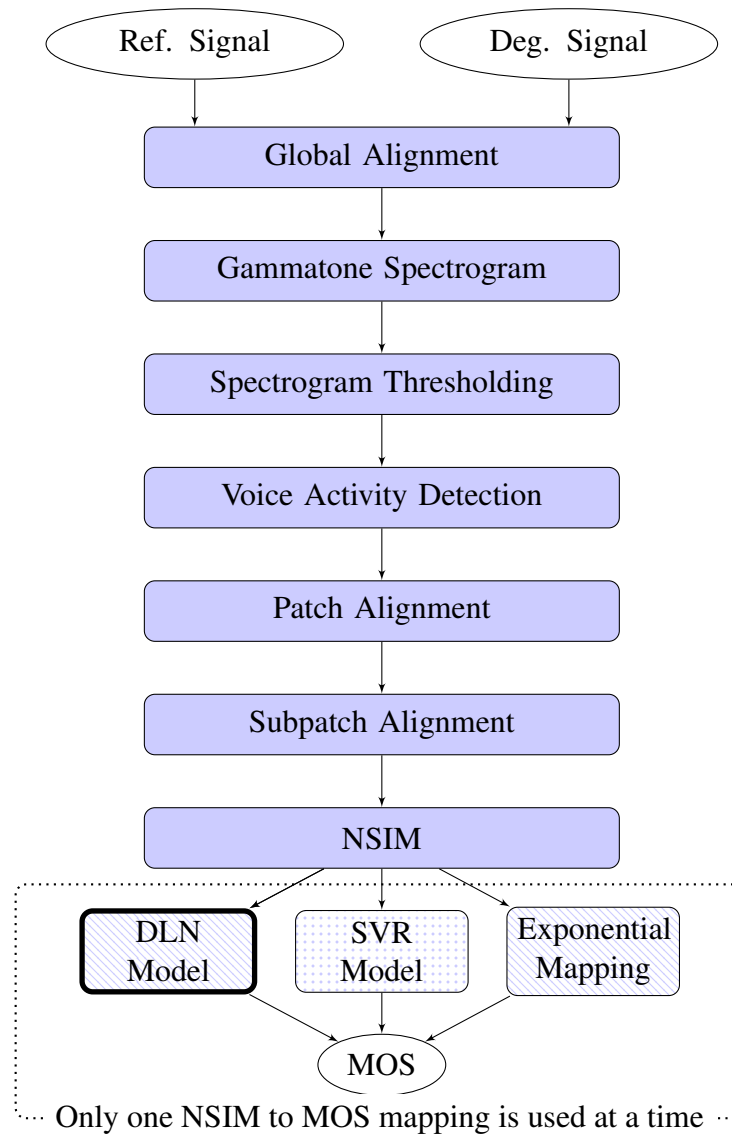 Ref. Signal
Deg. Signal
Global Alignment
Gammatone Spectrogram
Spectrogram Thresholding
Voice Activity Detection
Patch Alignment
Subpatch Alignment
NSIM
DLN
Model
SVR
Model
Exponential
Mapping
MOS
Only one NSIM to MOS mapping is used at a time